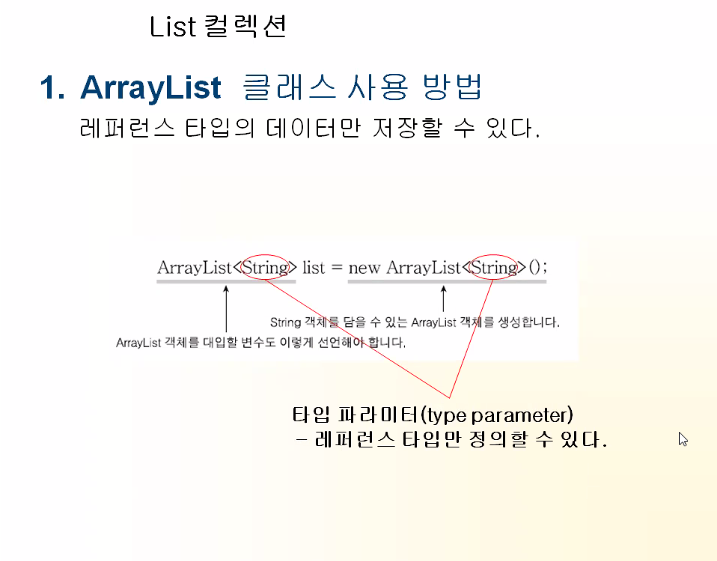 List 컬렉션
1. ArrayList 클래스 사용 방법
레퍼런스 타입의 데이터만 저장할 수 있다.
ArrayList<String> list = new ArrayList<String>();
String 객체를 담을 수 있는 ArrayList 객체를 생성합니다.
ArrayList 객체를 대입할 변수도 이렇게 선언해야 합니다.
타입 파라미터(type parameter)
- 레퍼런스 타입만 정의할 수 있다.